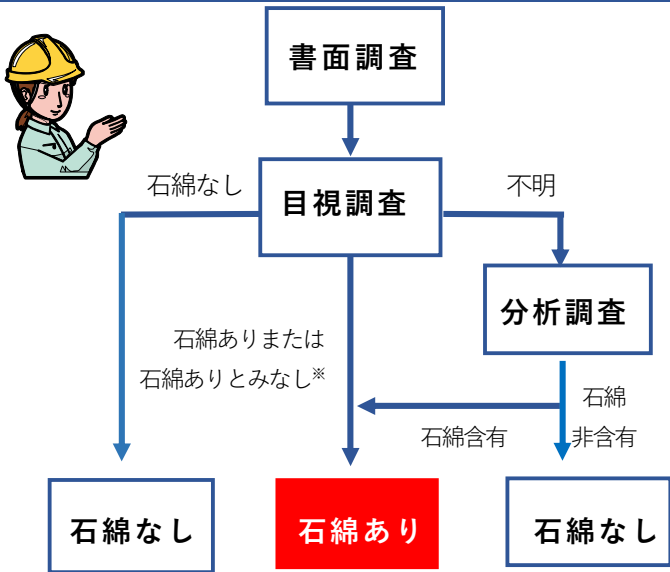 書面調査
石綿なし
目視調査
不明
分析調査
石綿ありまたは
石綿ありとみなし※
石綿
石綿含有
非含有
石綿なし
石綿あり
石綿なし